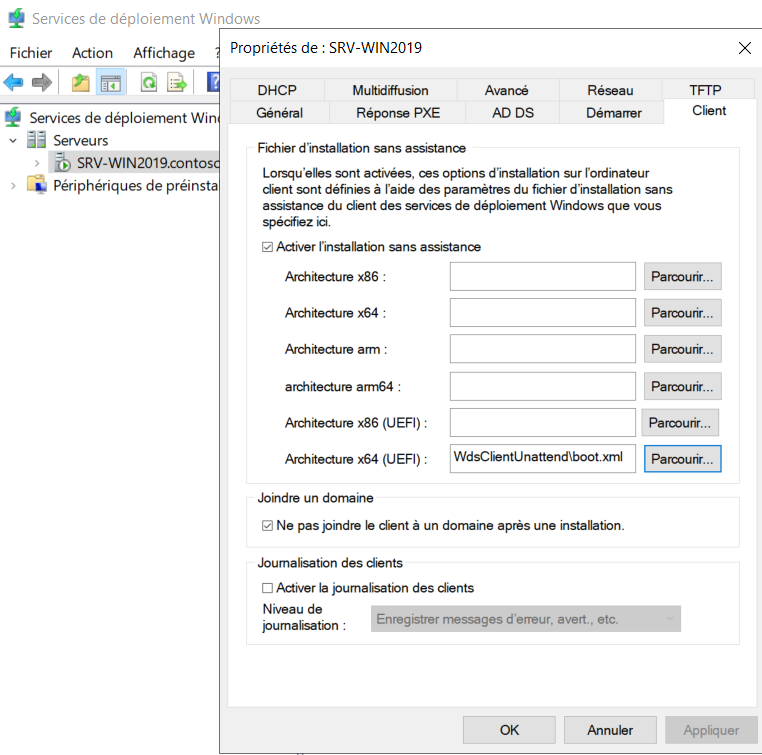 Services de déploiement Windows
Fichier Action Affichage ?
Services de déploiement Win
Serveurs
SRV-WIN2019.contosc
Périphériques de préinsta
Propriétés de : SRV-WIN2019
DHCP Multidiffusion Avancé Réseau TFTP
Général Réponse PXE AD DS Démarrer Client
Fichier d'installation sans assistance
Lorsqu'elles sont activées, ces options d'installation sur l'ordinateur
client sont définies à l'aide des paramètres du fichier d'installation sans
assistance du client des services de déploiement Windows que vous
spécifiez ici.
Activer l'installation sans assistance
Architecture x86 : Parcourir...
Architecture x64 : Parcourir...
Architecture arm : Parcourir...
architecture arm64 : Parcourir...
Architecture x86 (UEFI) : Parcourir...
Architecture x64 (UEFI) : WdsClientUnattend\boot.xml Parcourir...
Joindre un domaine
Ne pas joindre le client à un domaine après une installation.
Journalisation des clients
Activer la journalisation des clients
Niveau de
journalisation : Enregistrer messages d'erreur, avert., etc.
OK Annuler Appliquer